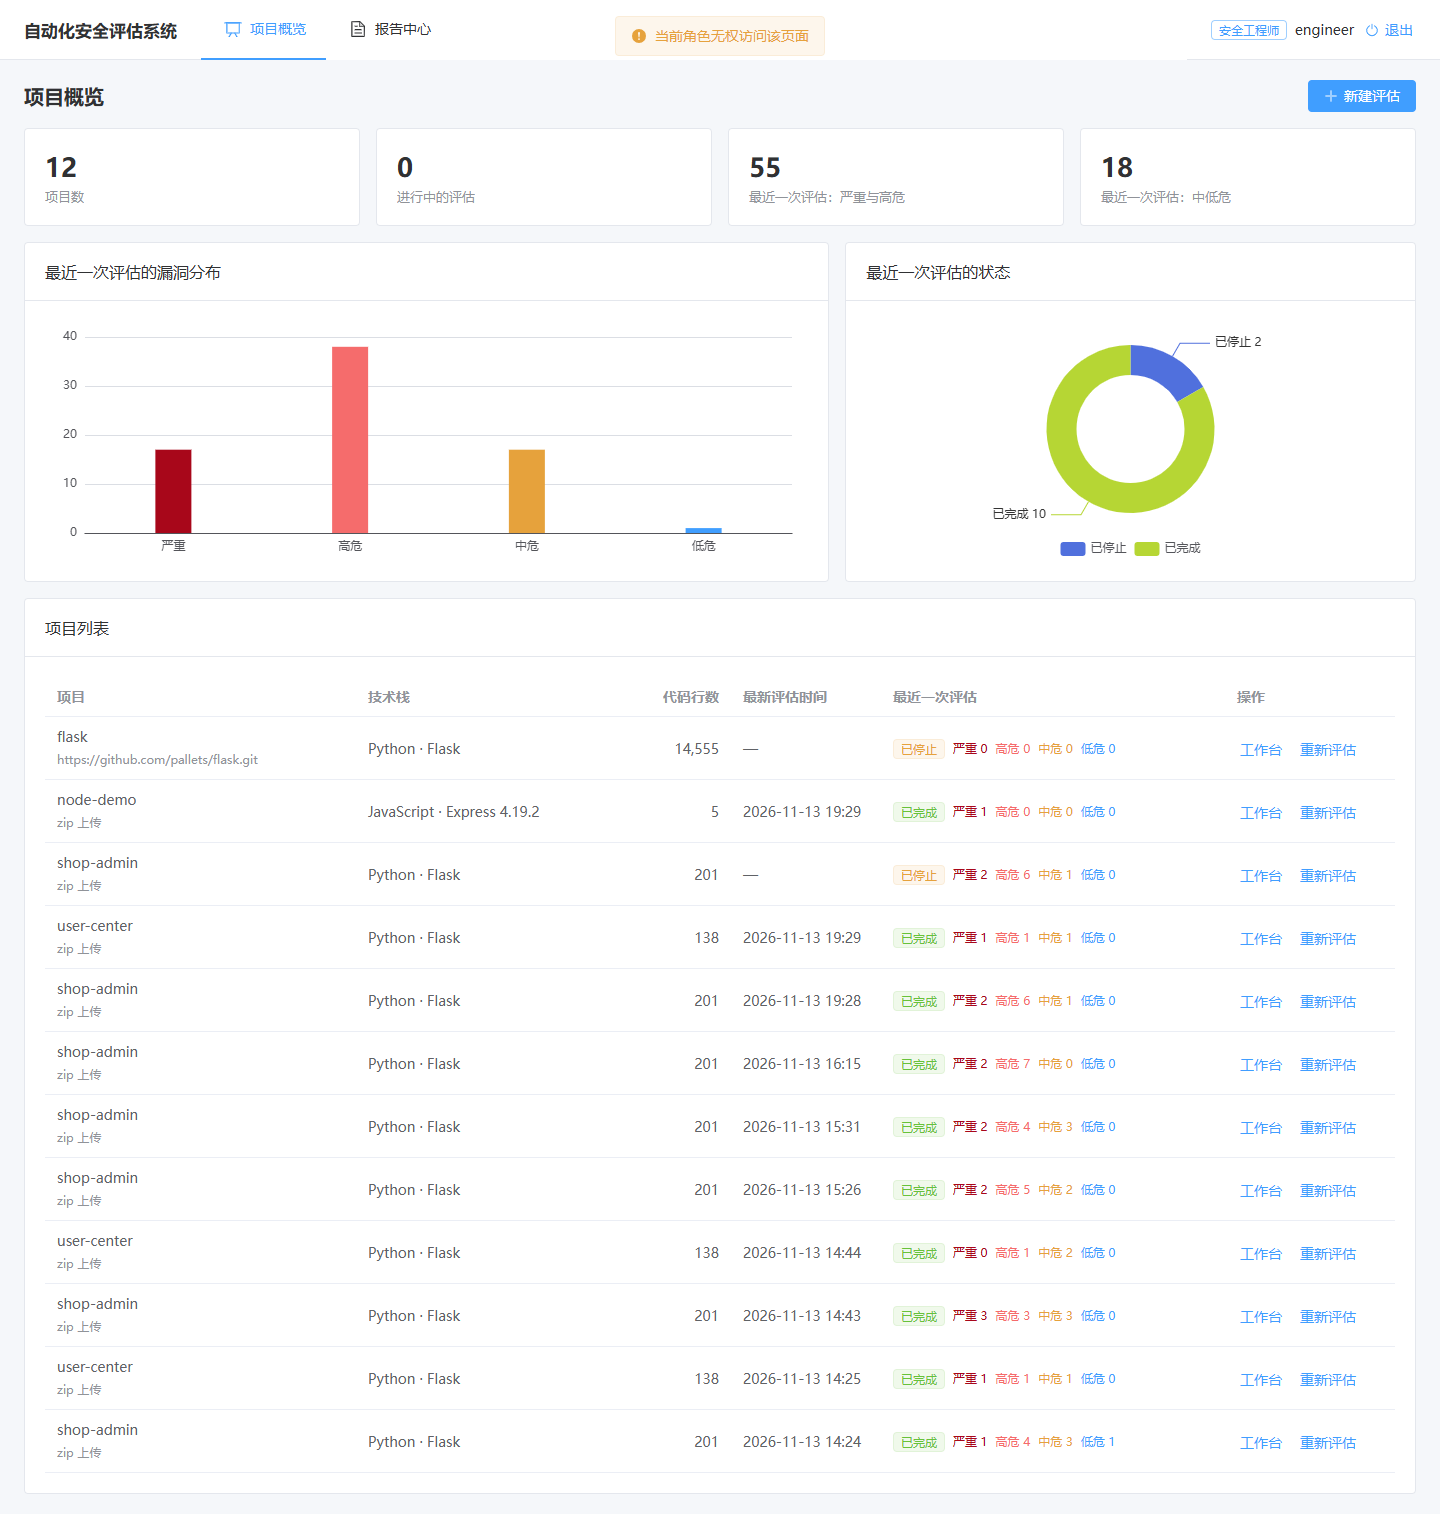 自动化安全评估系统 项目概览 报告中心 当前角色无权访问该页面 安全工程师 engineer 退出
项目概览 新建评估
12 0 55 18
项目数 进行中的评估 最近一次评估：严重与高危 最近一次评估：中低危
最近一次评估的漏洞分布
40
30
20
10
0
严重 高危 中危 低危
最近一次评估的状态
已停止 2
已完成 10
已停止 已完成
项目列表
项目 技术栈 代码行数 最新评估时间 最近一次评估 操作
flask
https://github.com/pallets/flask.git
Python · Flask 14,555 — 已停止 严重 0 高危 0 中危 0 低危 0 工作台 重新评估
node-demo
zip 上传
JavaScript · Express 4.19.2 5 2026-11-13 19:29 已完成 严重 1 高危 0 中危 0 低危 0 工作台 重新评估
shop-admin
zip 上传
Python · Flask 201 — 已停止 严重 2 高危 6 中危 1 低危 0 工作台 重新评估
user-center
zip 上传
Python · Flask 138 2026-11-13 19:29 已完成 严重 1 高危 1 中危 1 低危 0 工作台 重新评估
shop-admin
zip 上传
Python · Flask 201 2026-11-13 19:28 已完成 严重 2 高危 6 中危 1 低危 0 工作台 重新评估
shop-admin
zip 上传
Python · Flask 201 2026-11-13 16:15 已完成 严重 2 高危 7 中危 0 低危 0 工作台 重新评估
shop-admin
zip 上传
Python · Flask 201 2026-11-13 15:31 已完成 严重 2 高危 4 中危 3 低危 0 工作台 重新评估
shop-admin
zip 上传
Python · Flask 201 2026-11-13 15:26 已完成 严重 2 高危 5 中危 2 低危 0 工作台 重新评估
user-center
zip 上传
Python · Flask 138 2026-11-13 14:44 已完成 严重 0 高危 1 中危 2 低危 0 工作台 重新评估
shop-admin
zip 上传
Python · Flask 201 2026-11-13 14:43 已完成 严重 3 高危 3 中危 3 低危 0 工作台 重新评估
user-center
zip 上传
Python · Flask 138 2026-11-13 14:25 已完成 严重 1 高危 1 中危 1 低危 0 工作台 重新评估
shop-admin
zip 上传
Python · Flask 201 2026-11-13 14:24 已完成 严重 1 高危 4 中危 3 低危 1 工作台 重新评估